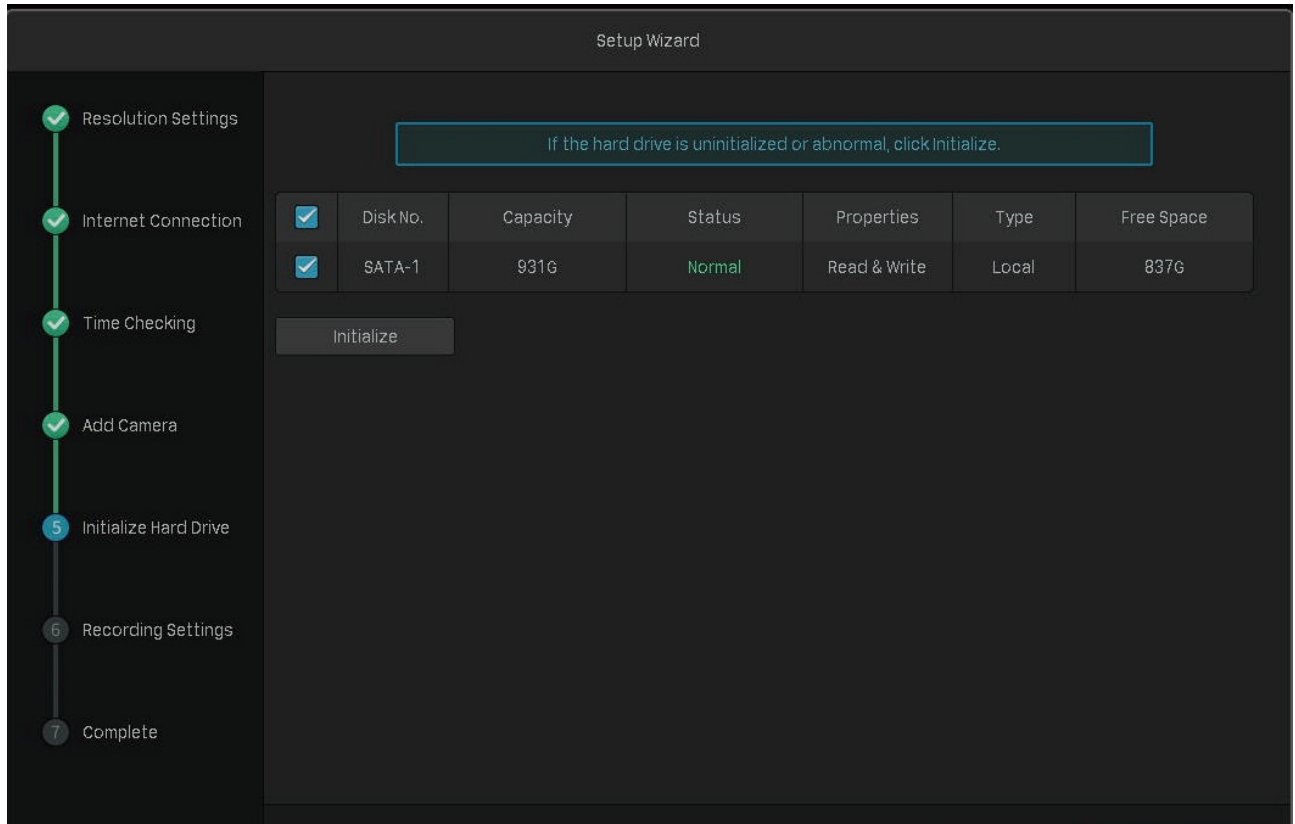 Setup Wizard
Resolution Settings
Internet Connection
Time Checking
Add Camera
5 Initialize Hard Drive
6 Recording Settings
7 Complete
If the hard drive is uninitialized or abnormal, click Initialize.
Disk No. Capacity Status Properties Type Free Space
SATA-1 931G Normal Read & Write Local 837G
Initialize